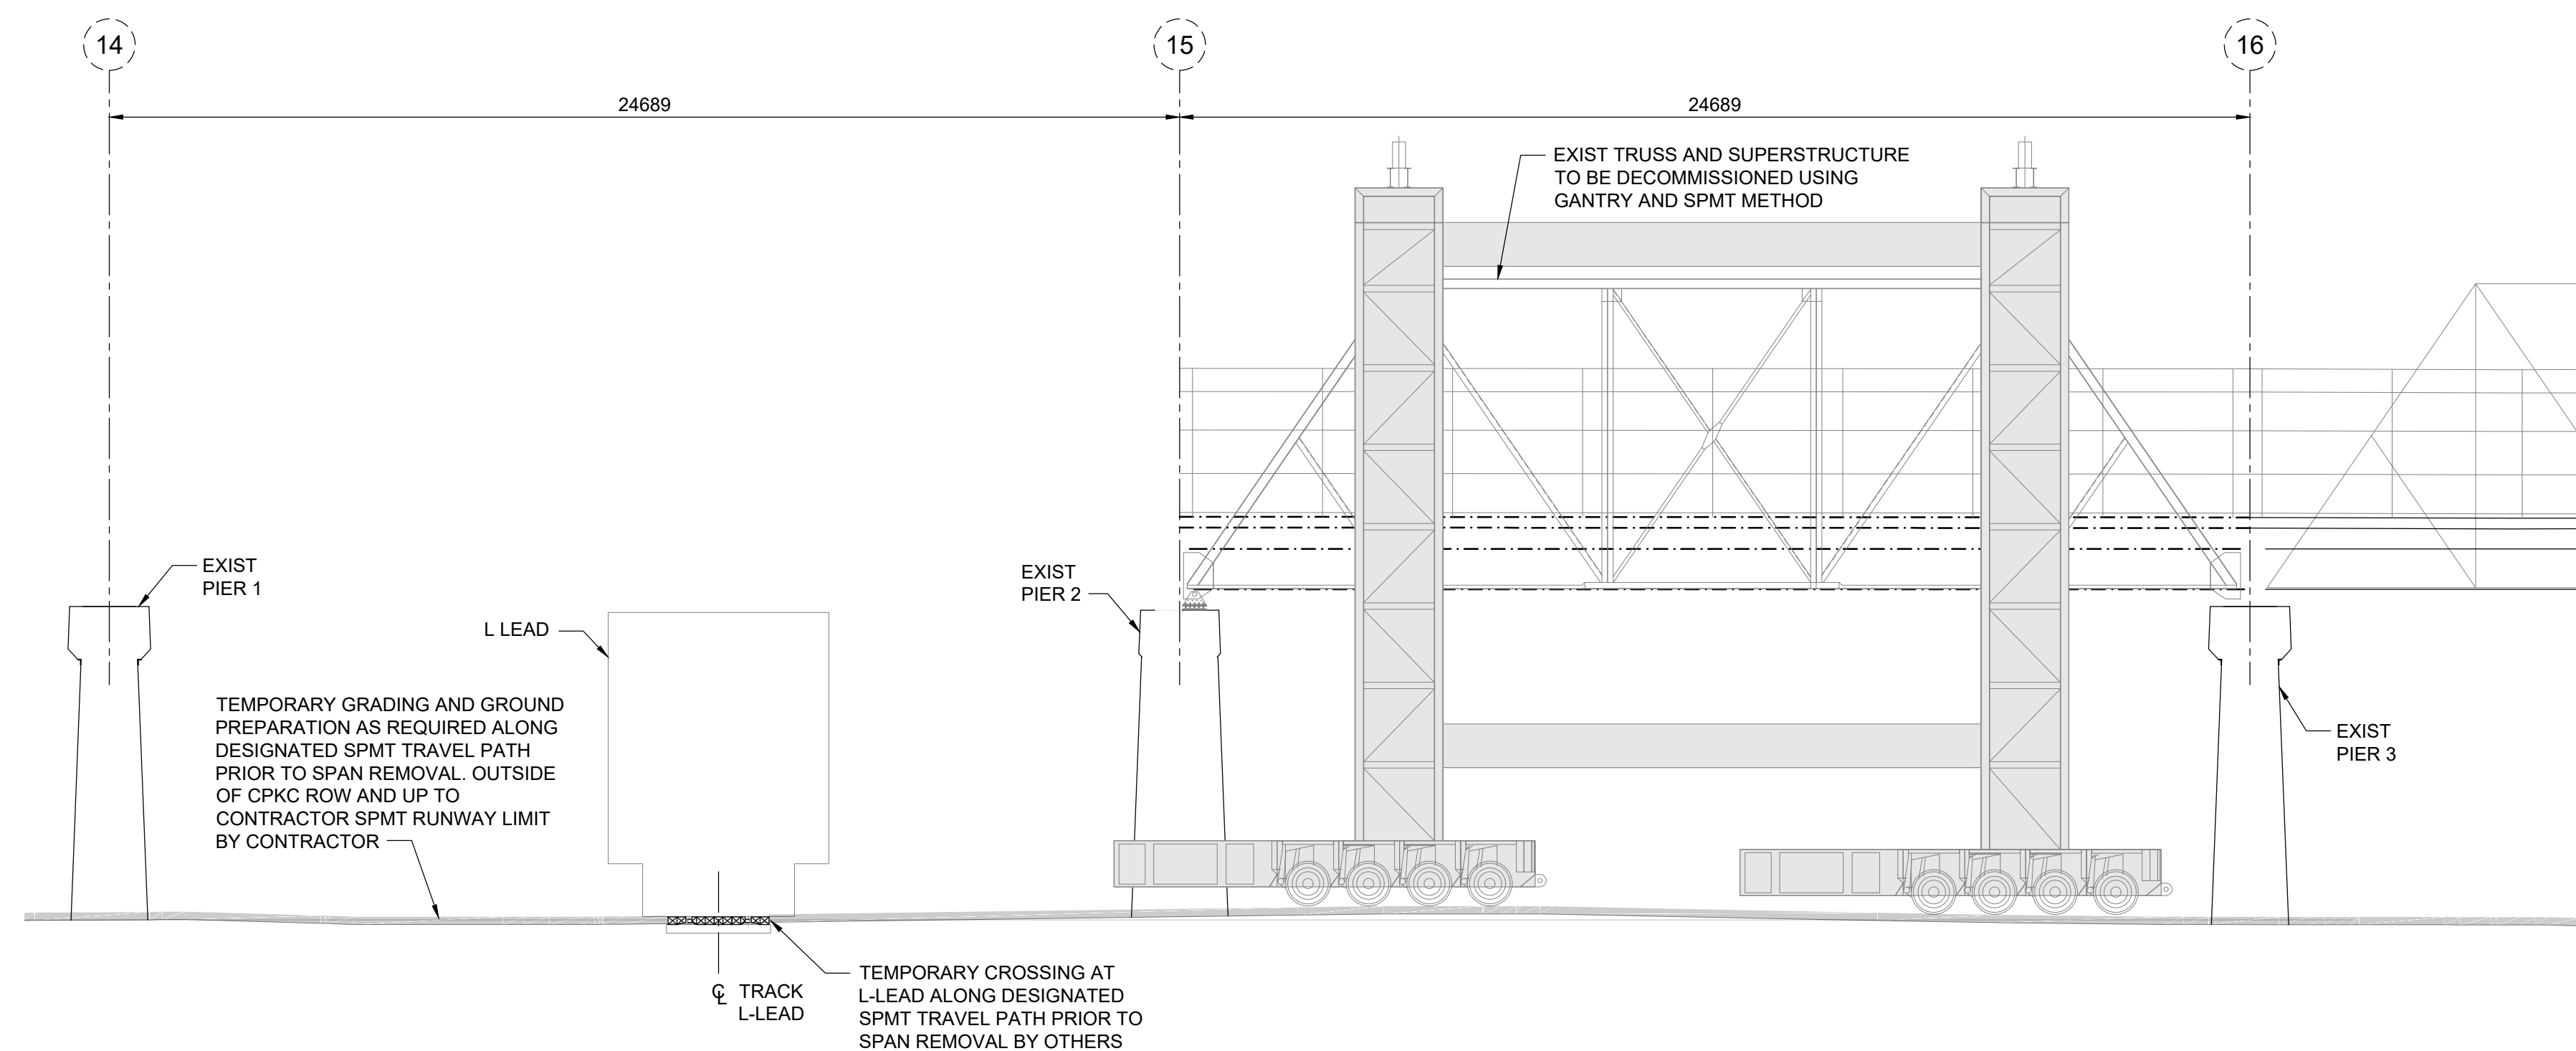 14
15
16
24689
24689
EXIST TRUSS AND SUPERSTRUCTURE
TO BE DECOMMISSIONED USING
GANTRY AND SPMT METHOD
EXIST
PIER 1
L LEAD
EXIST
PIER 2
TEMPORARY GRADING AND GROUND
PREPARATION AS REQUIRED ALONG
DESIGNATED SPMT TRAVEL PATH
PRIOR TO SPAN REMOVAL. OUTSIDE
OF CPKC ROW AND UP TO
CONTRACTOR SPMT RUNWAY LIMIT
BY CONTRACTOR
EXIST
PIER 3
℄ TRACK
L-LEAD
TEMPORARY CROSSING AT
L-LEAD ALONG DESIGNATED
SPMT TRAVEL PATH PRIOR TO
SPAN REMOVAL BY OTHERS